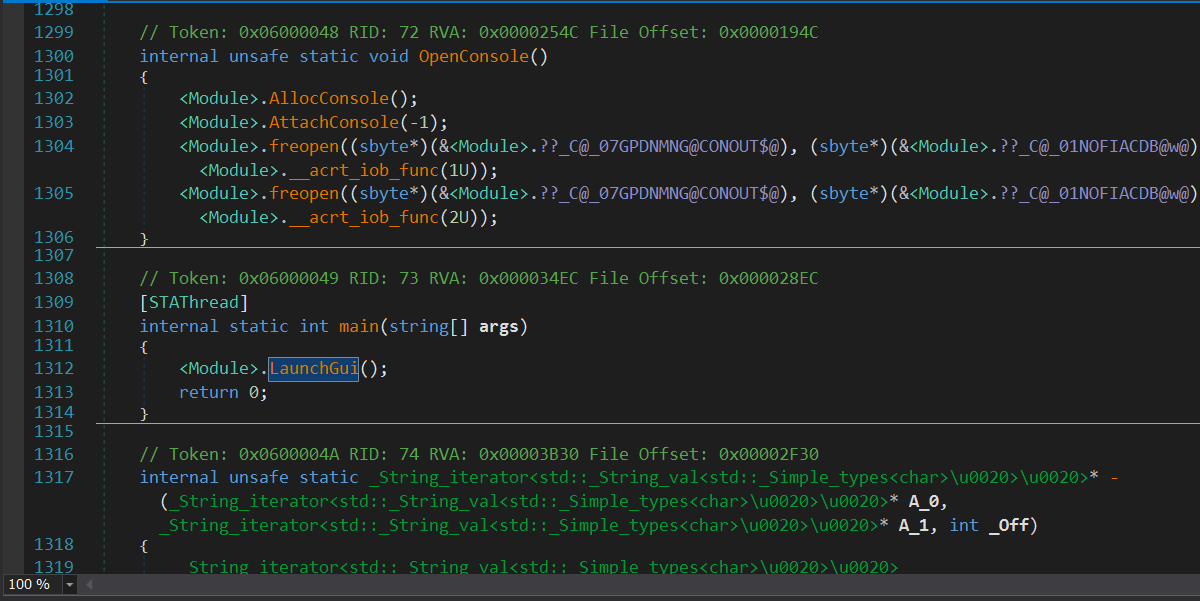 1298
1299 // Token: 0x06000048 RID: 72 RVA: 0x0000254C File Offset: 0x0000194C
1300 internal unsafe static void OpenConsole()
1301 {
1302 <Module>.AllocConsole();
1303 <Module>.AttachConsole(-1);
1304 <Module>.freopen((sbyte*)(&<Module>.??_C@_07GPDNMNG@CONOUT$@), (sbyte*)(&<Module>.??_C@_01NOFIACDB@w@)
<Module>.__acrt_iob_func(1U));
1305 <Module>.freopen((sbyte*)(&<Module>.??_C@_07GPDNMNG@CONOUT$@), (sbyte*)(&<Module>.??_C@_01NOFIACDB@w@)
<Module>.__acrt_iob_func(2U));
1306 }
1307
1308 // Token: 0x06000049 RID: 73 RVA: 0x000034EC File Offset: 0x000028EC
1309 [STAThread]
1310 internal static int main(string[] args)
1311 {
1312 <Module>.LaunchGui();
1313 return 0;
1314 }
1315
1316 // Token: 0x0600004A RID: 74 RVA: 0x00003B30 File Offset: 0x00002F30
1317 internal unsafe static _String_iterator<std::_String_val<std::_Simple_types<char>\u0020>\u0020>* -
(_String_iterator<std::_String_val<std::_Simple_types<char>\u0020>\u0020>* A_0,
_String_iterator<std::_String_val<std::_Simple_types<char>\u0020>\u0020>* A_1, int _Off)
1318 {
1319 _String_iterator<std::_String_val<std::_Simple_types<char>\u0020>\u0020>
100 %